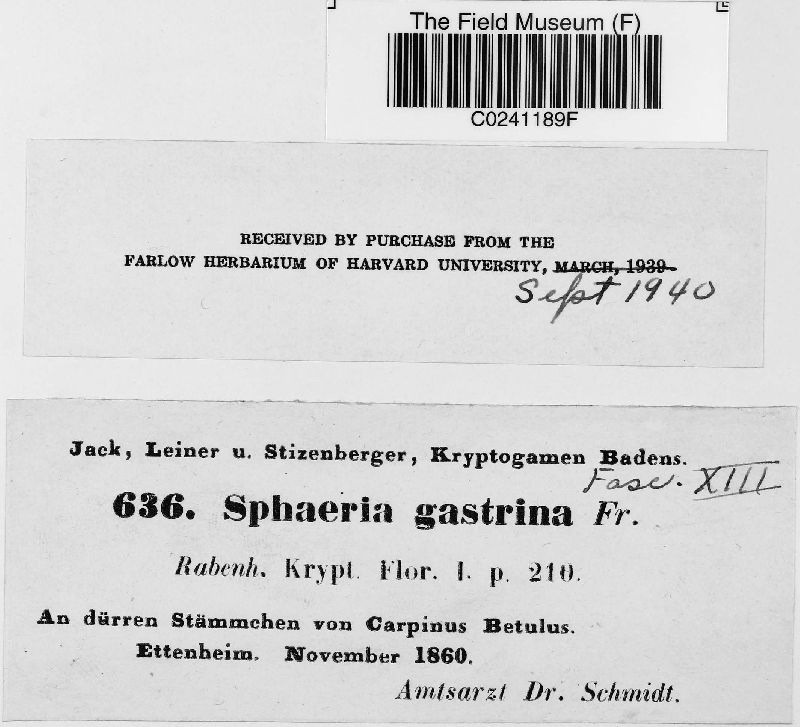 The Field Museum (F)
C0241189F
RECEIVED BY PURCHASE FROM THE
FARLOW HERBARIUM OF HARVARD UNIVERSITY, MARCH, 1939
Sept 1940
Jack, Leiner u. Stizenberger, Kryptogamen Badens.
Fasc. XIII
636. Sphaeria gastrina Fr.
Rabenh. Krypt. Flor. I. p. 210.
An dürren Stämmchen von Carpinus Betulus.
Ettenheim. November 1860.
Amtsarzt Dr. Schmidt.